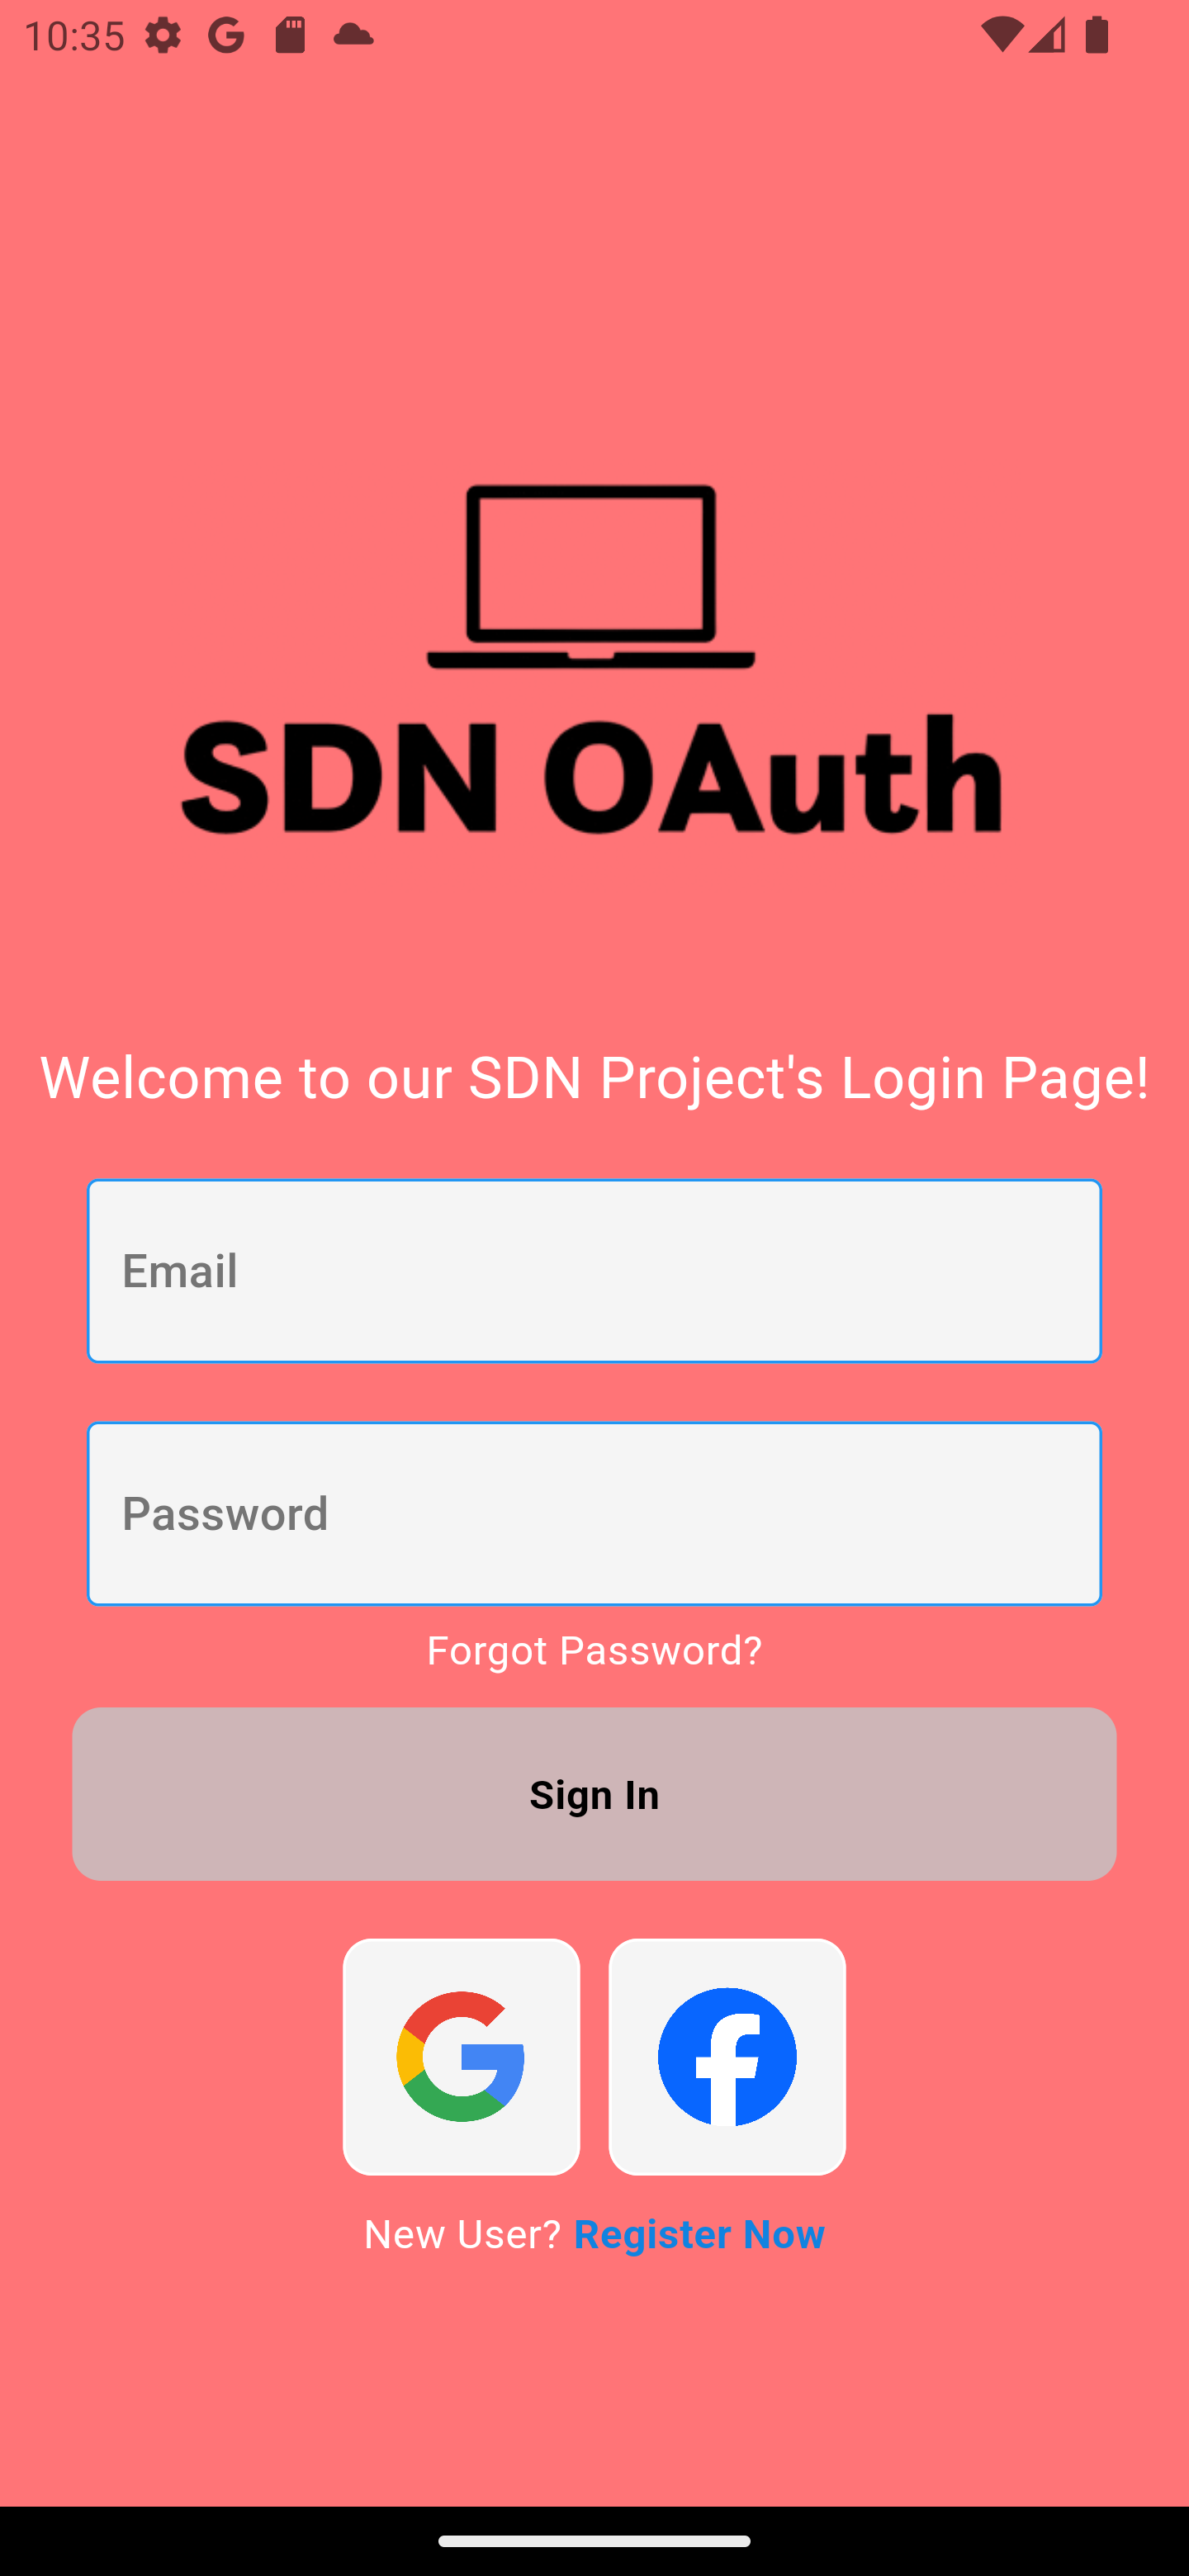 10:35
SDN OAuth
Welcome to our SDN Project's Login Page!
Email
Password
Forgot Password?
Sign In
New User? Register Now